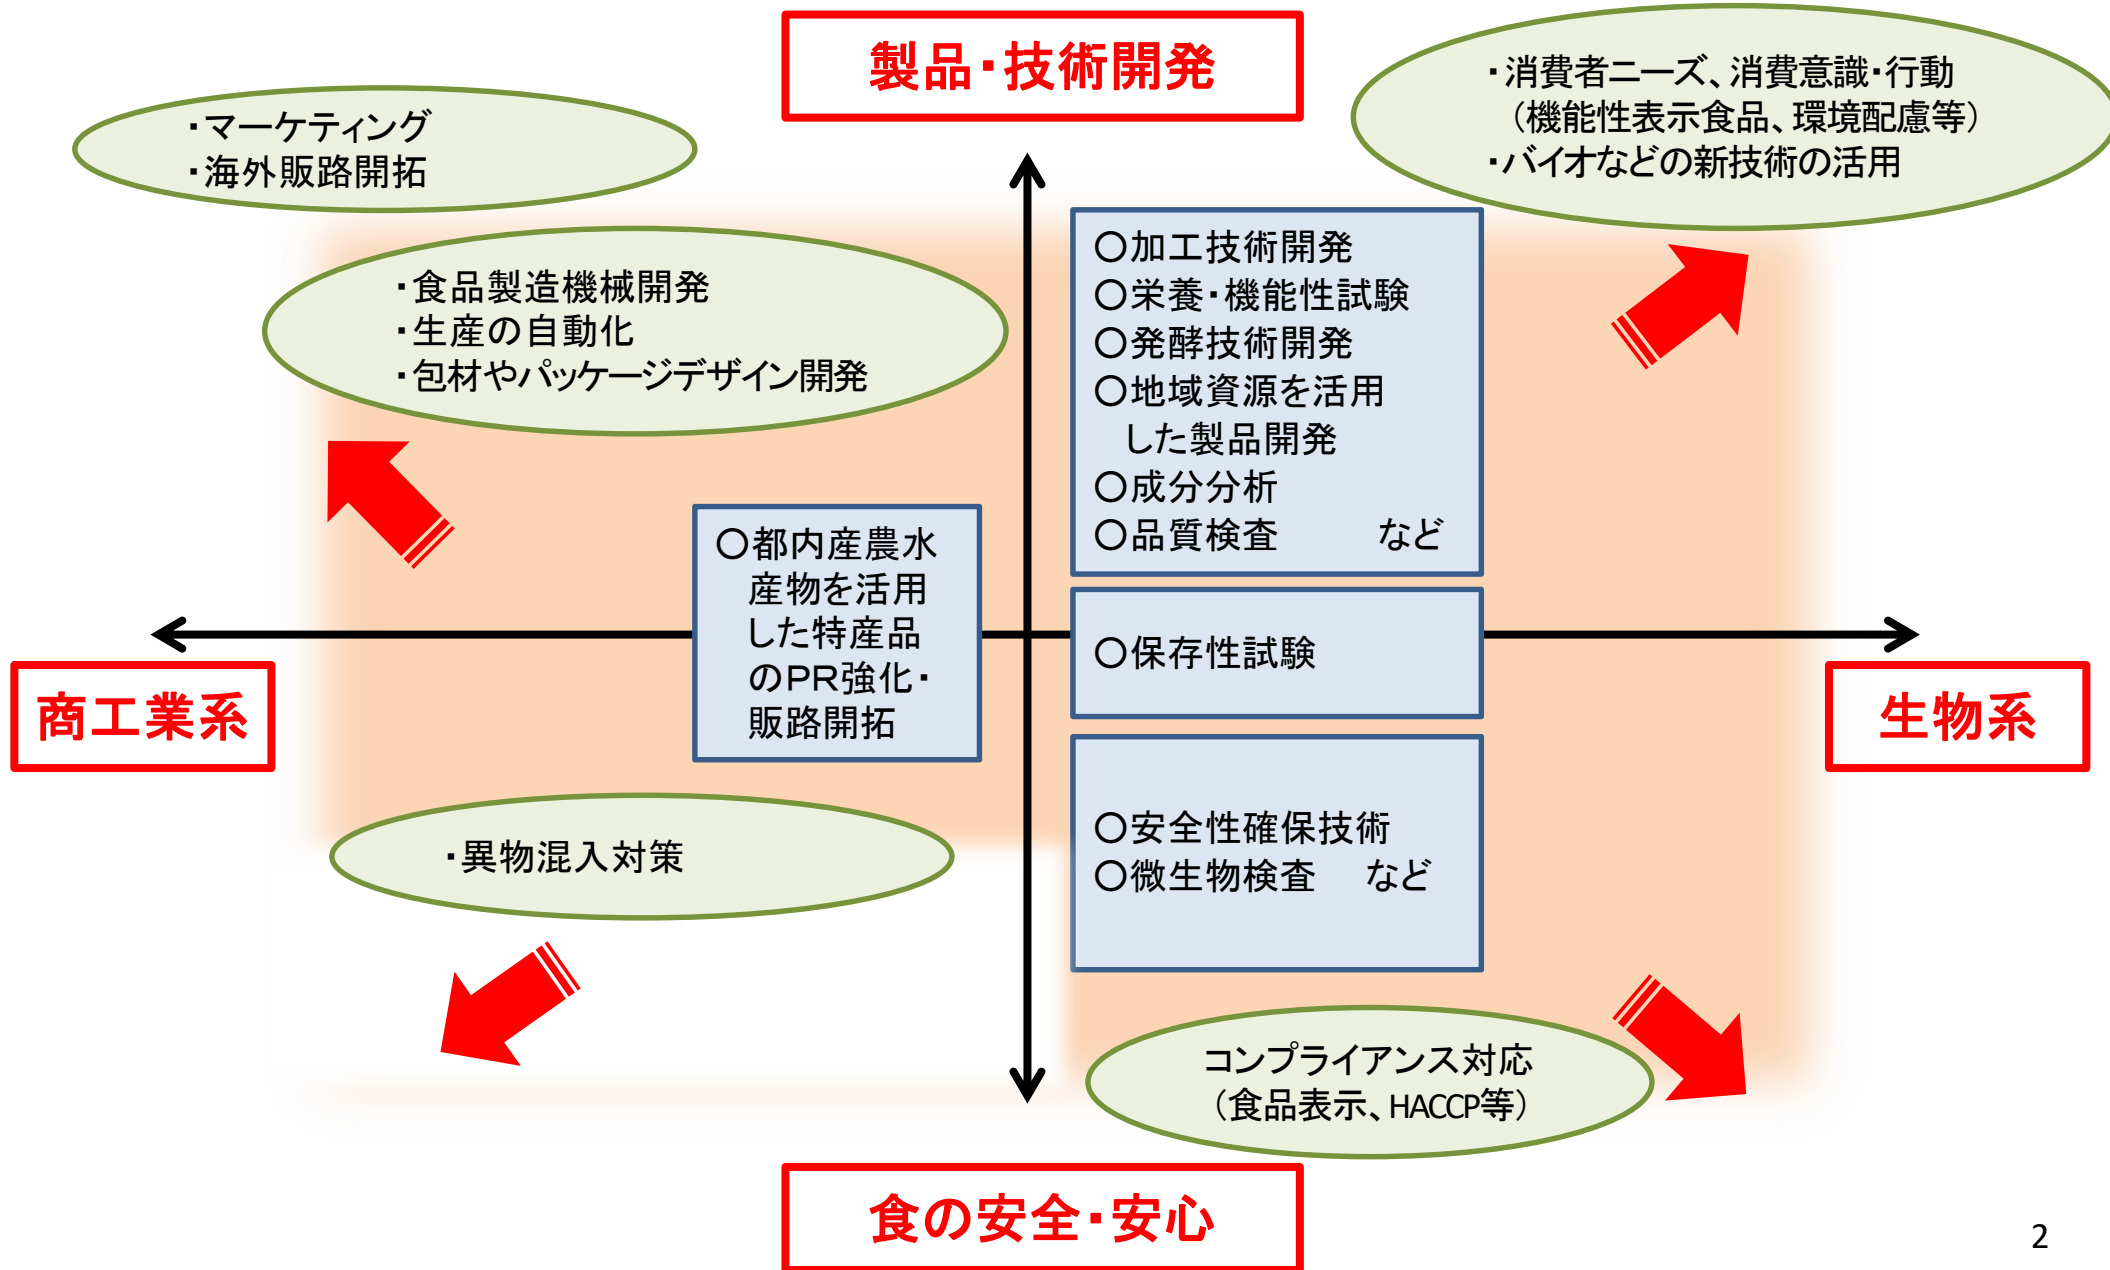 製品・技術開発
・マーケティング
・海外販路開拓
・消費者ニーズ、消費意識・行動
（機能性表示食品、環境配慮等）
・バイオなどの新技術の活用
・食品製造機械開発
・生産の自動化
・包材やパッケージデザイン開発
○加工技術開発
○栄養・機能性試験
○発酵技術開発
○地域資源を活用
した製品開発
○成分分析
○品質検査　　など
○都内産農水
産物を活用
した特産品
のPR強化・
販路開拓
○保存性試験
商工業系
生物系
○安全性確保技術
○微生物検査　など
・異物混入対策
コンプライアンス対応
（食品表示、HACCP等）
食の安全・安心
2